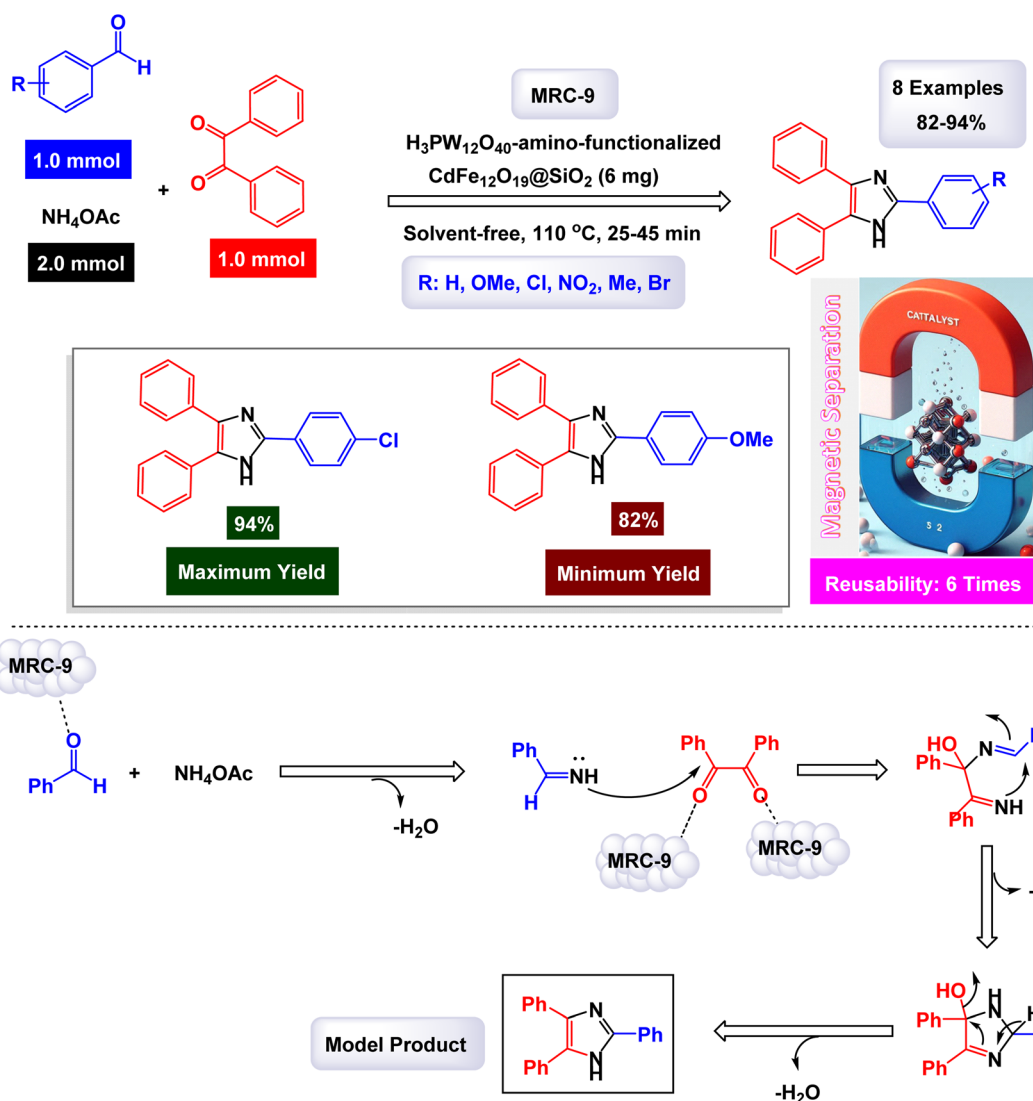 O
H
R
1.0 mmol
NH₄OAc
2.0 mmol
+
O
O
1.0 mmol
MRC-9
H₃PW₁₂O₄₀-amino-functionalized
CdFe₁₂O₁₉@SiO₂ (6 mg)
Solvent-free, 110 °C, 25-45 min
R: H, OMe, Cl, NO₂, Me, Br
8 Examples
82-94%
N
N
H
R
N
N
H
Cl
94%
Maximum Yield
N
N
H
OMe
82%
Minimum Yield
Magnetic Separation
CATTALYST
5 2
Reusability: 6 Times
MRC-9
O
Ph
H
+
NH₄OAc
-H₂O
Ph
NH
H
Ph
Ph
O
O
MRC-9
MRC-9
HO
N
Ph
Ph
NH
-
HO
H
N
Ph
H
N
Ph
-H₂O
Ph
N
Ph
Ph
N
H
Model Product